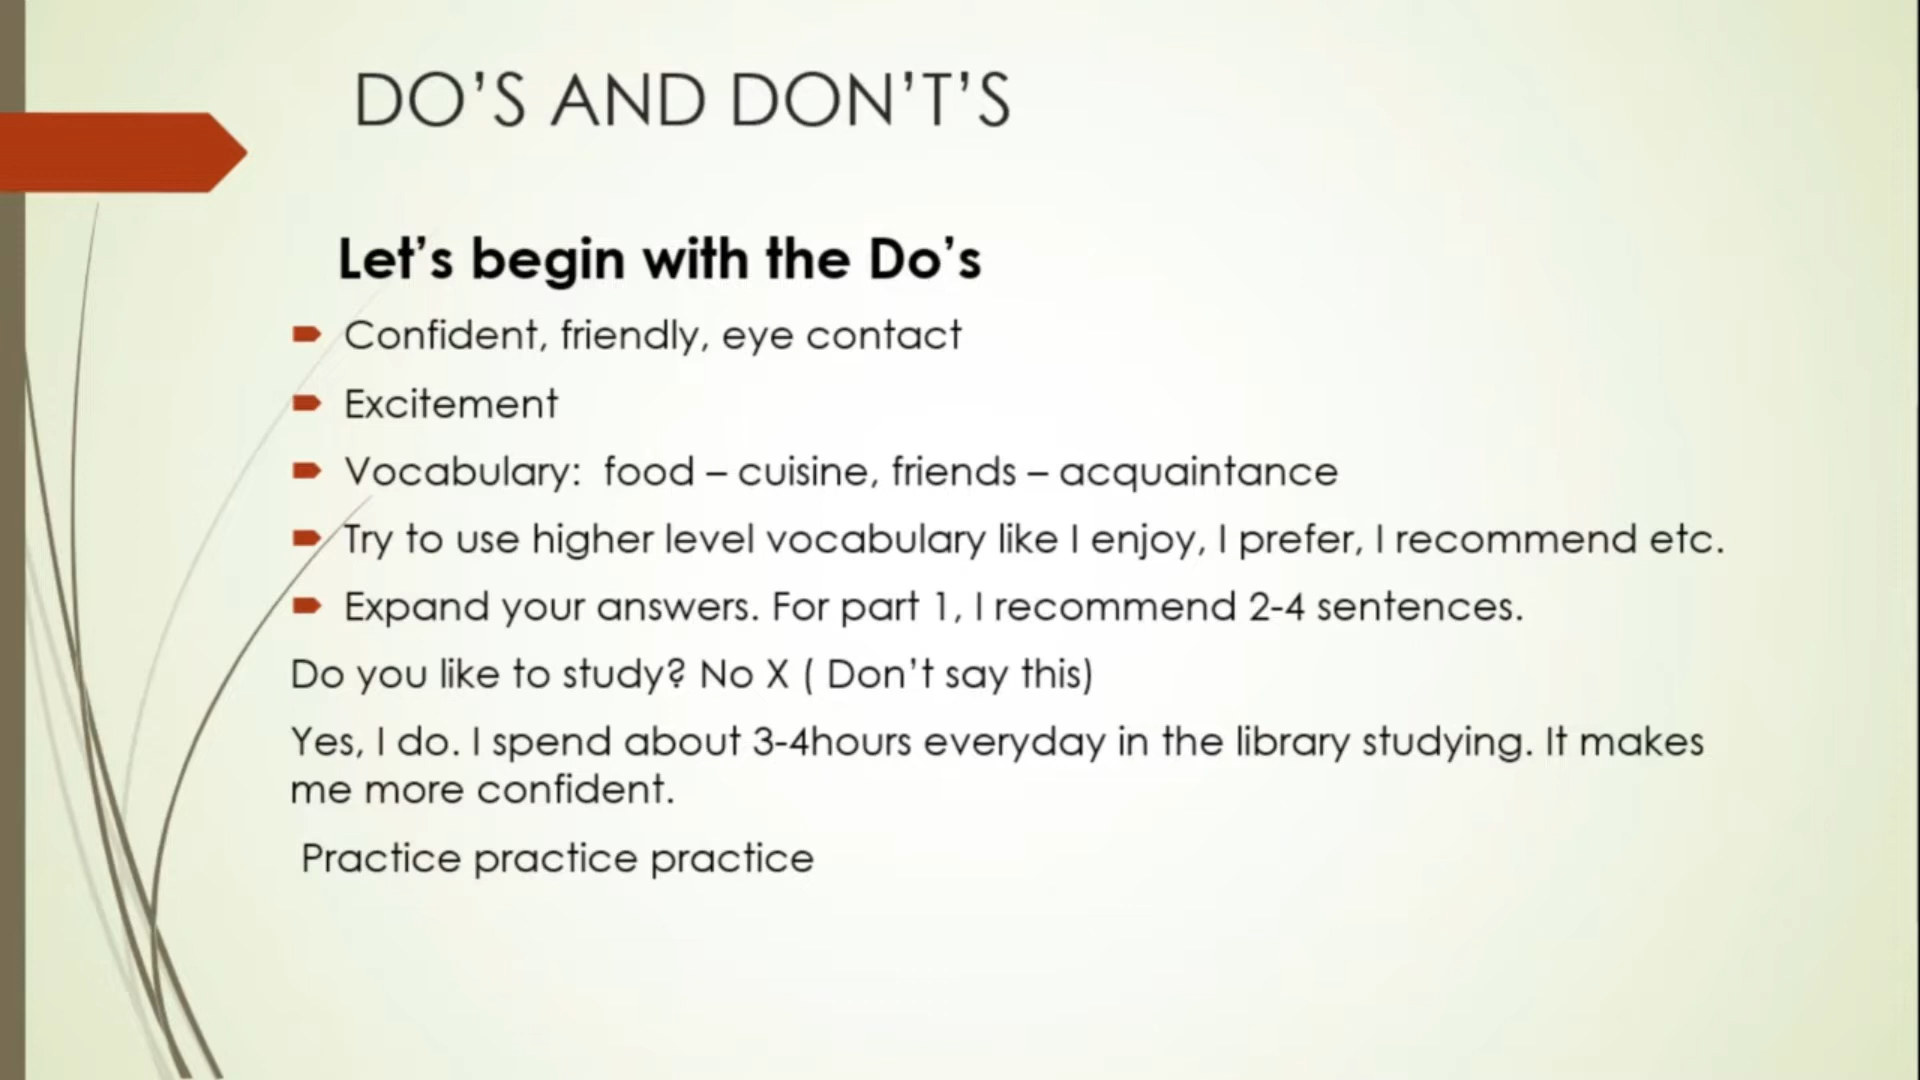 DO’S AND DON’T’S
Let’s begin with the Do’s
Confident, friendly, eye contact
Excitement
Vocabulary:  food – cuisine, friends – acquaintance
Try to use higher level vocabulary like I enjoy, I prefer, I recommend etc.
Expand your answers. For part 1, I recommend 2-4 sentences.
Do you like to study? No X ( Don’t say this)
Yes, I do. I spend about 3-4hours everyday in the library studying. It makes
me more confident.
Practice practice practice